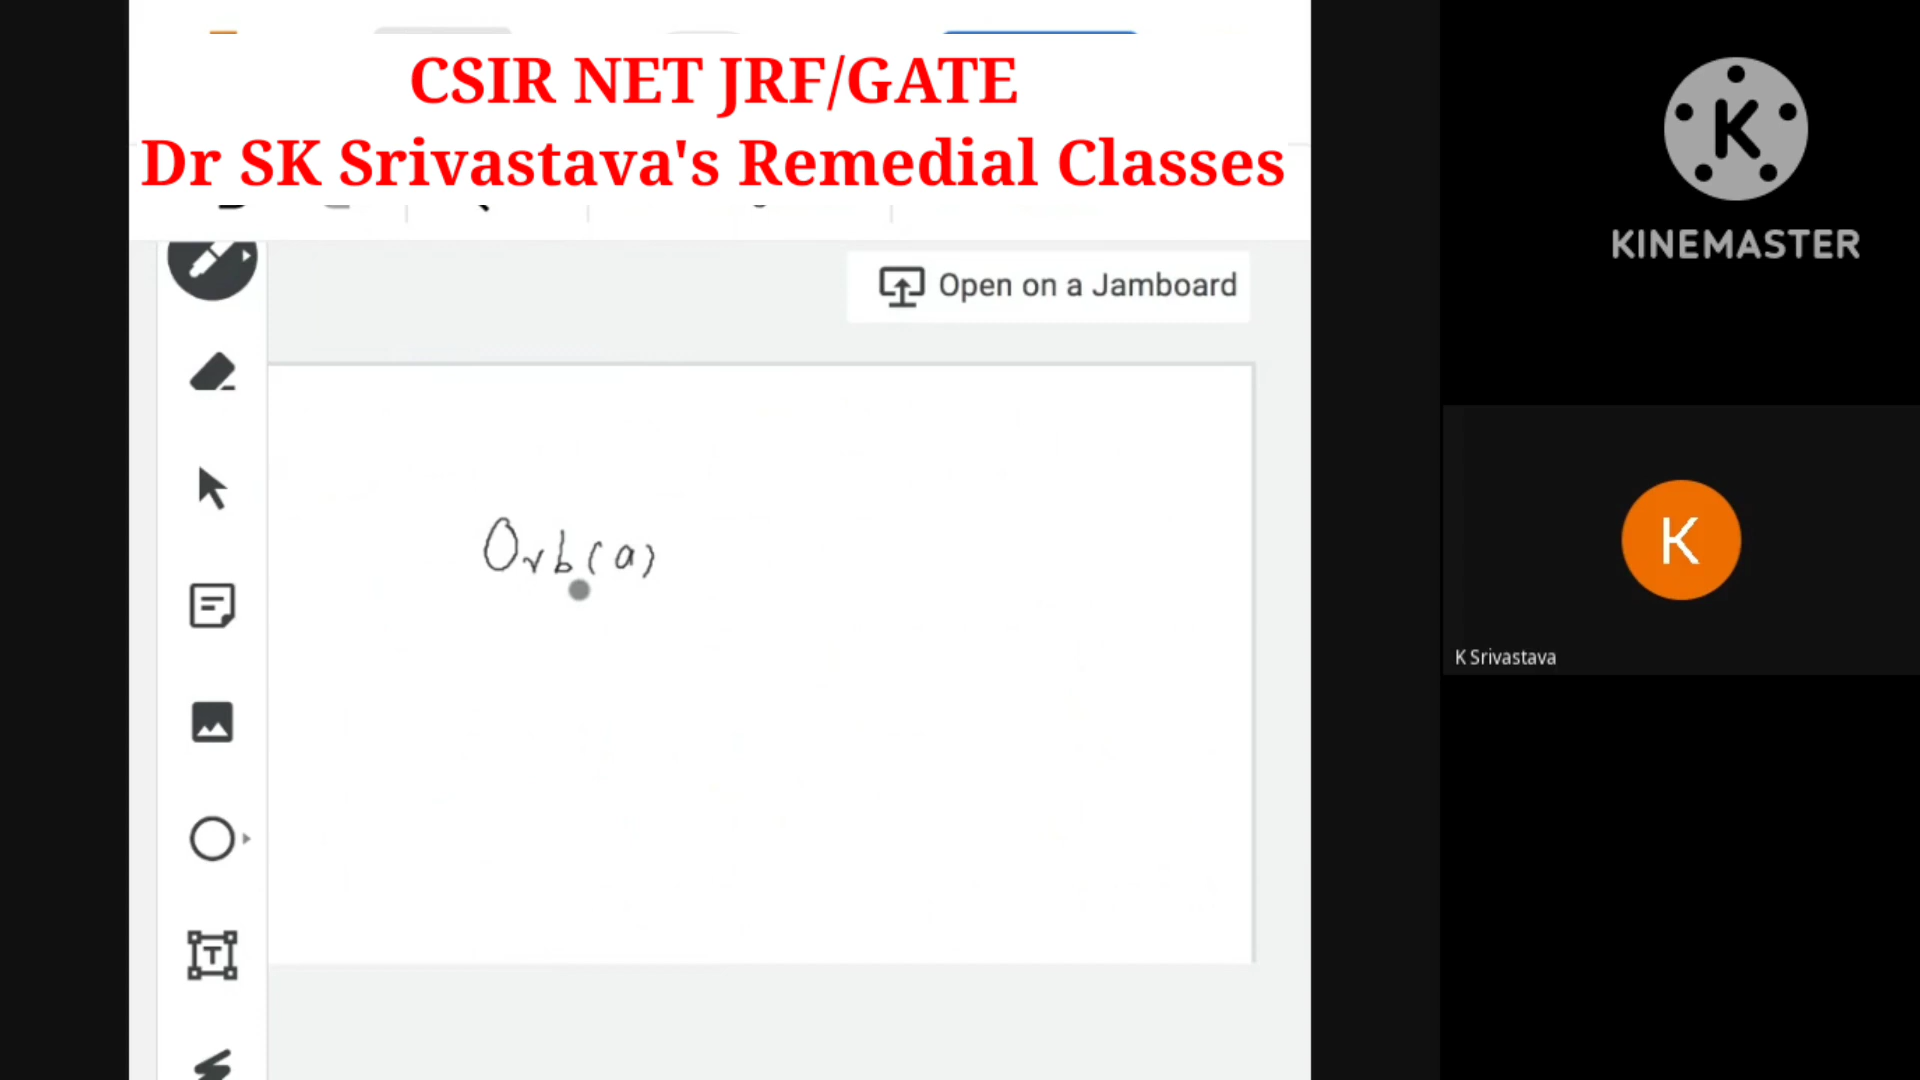 CSIR NET JRF/GATE
Dr SK Srivastava's Remedial Classes
K
KINEMASTER
Open on a Jamboard
Orb(a)
K
K Srivastava
T